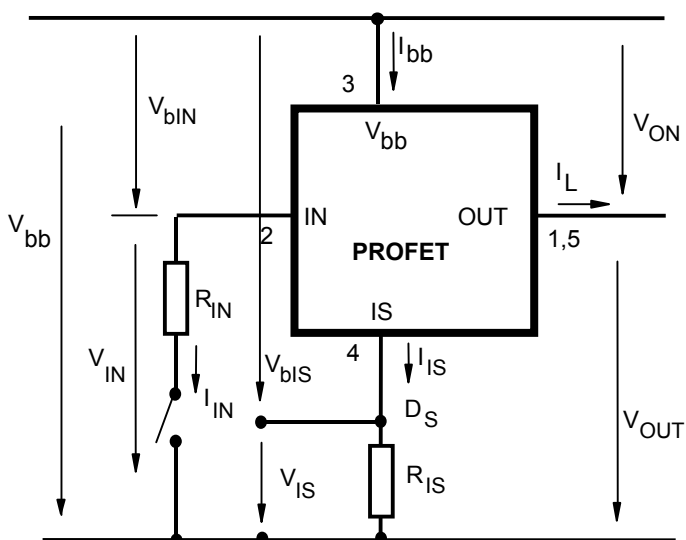 I_bb
3
V_bb
V_bIN
V_ON
I_L
IN
OUT
V_bb
2
PROFET
1,5
R_IN
IS
4
V_IN
I_IN
V_bIS
I_IS
D_S
V_OUT
V_IS
R_IS